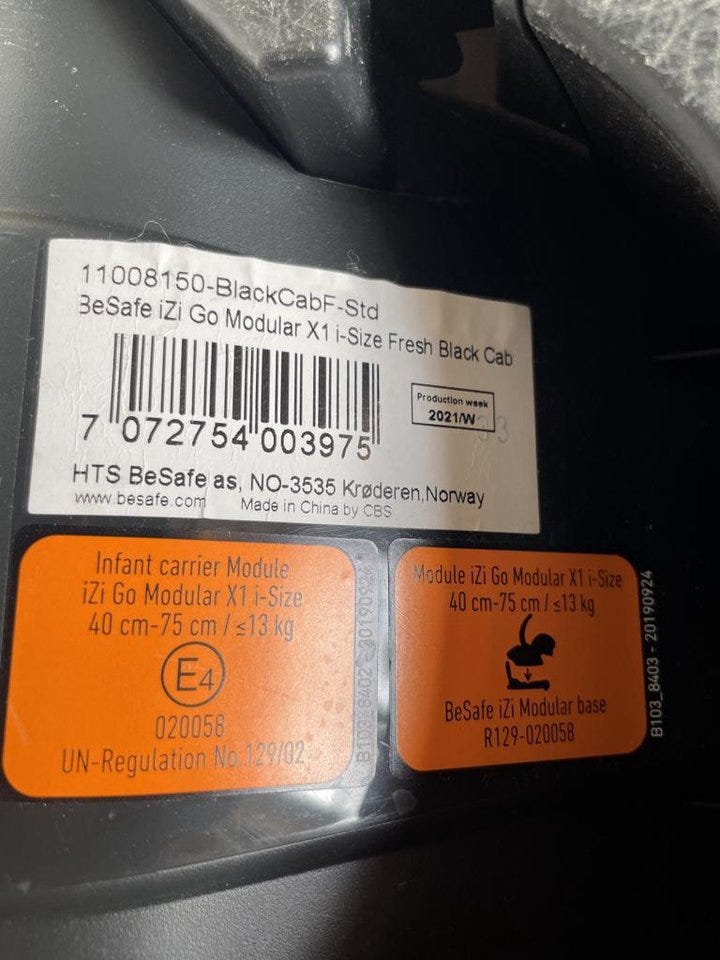 11008150-BlackCabF-Std
BeSafe iZi Go Modular X1 i-Size Fresh Black Cab
7 072754 003975
Production week
2021/W 33
HTS BeSafe as, NO-3535 Krøderen, Norway
www.besafe.com Made in China by CBS
Infant carrier Module
iZi Go Modular X1 i-Size
40 cm-75 cm / ≤13 kg
E4
020058
UN-Regulation No.129/02
B103_8402 - 20190924
Module iZi Go Modular X1 i-Size
40 cm-75 cm / ≤13 kg
BeSafe iZi Modular base
R129-020058
B103_8403 - 20190924